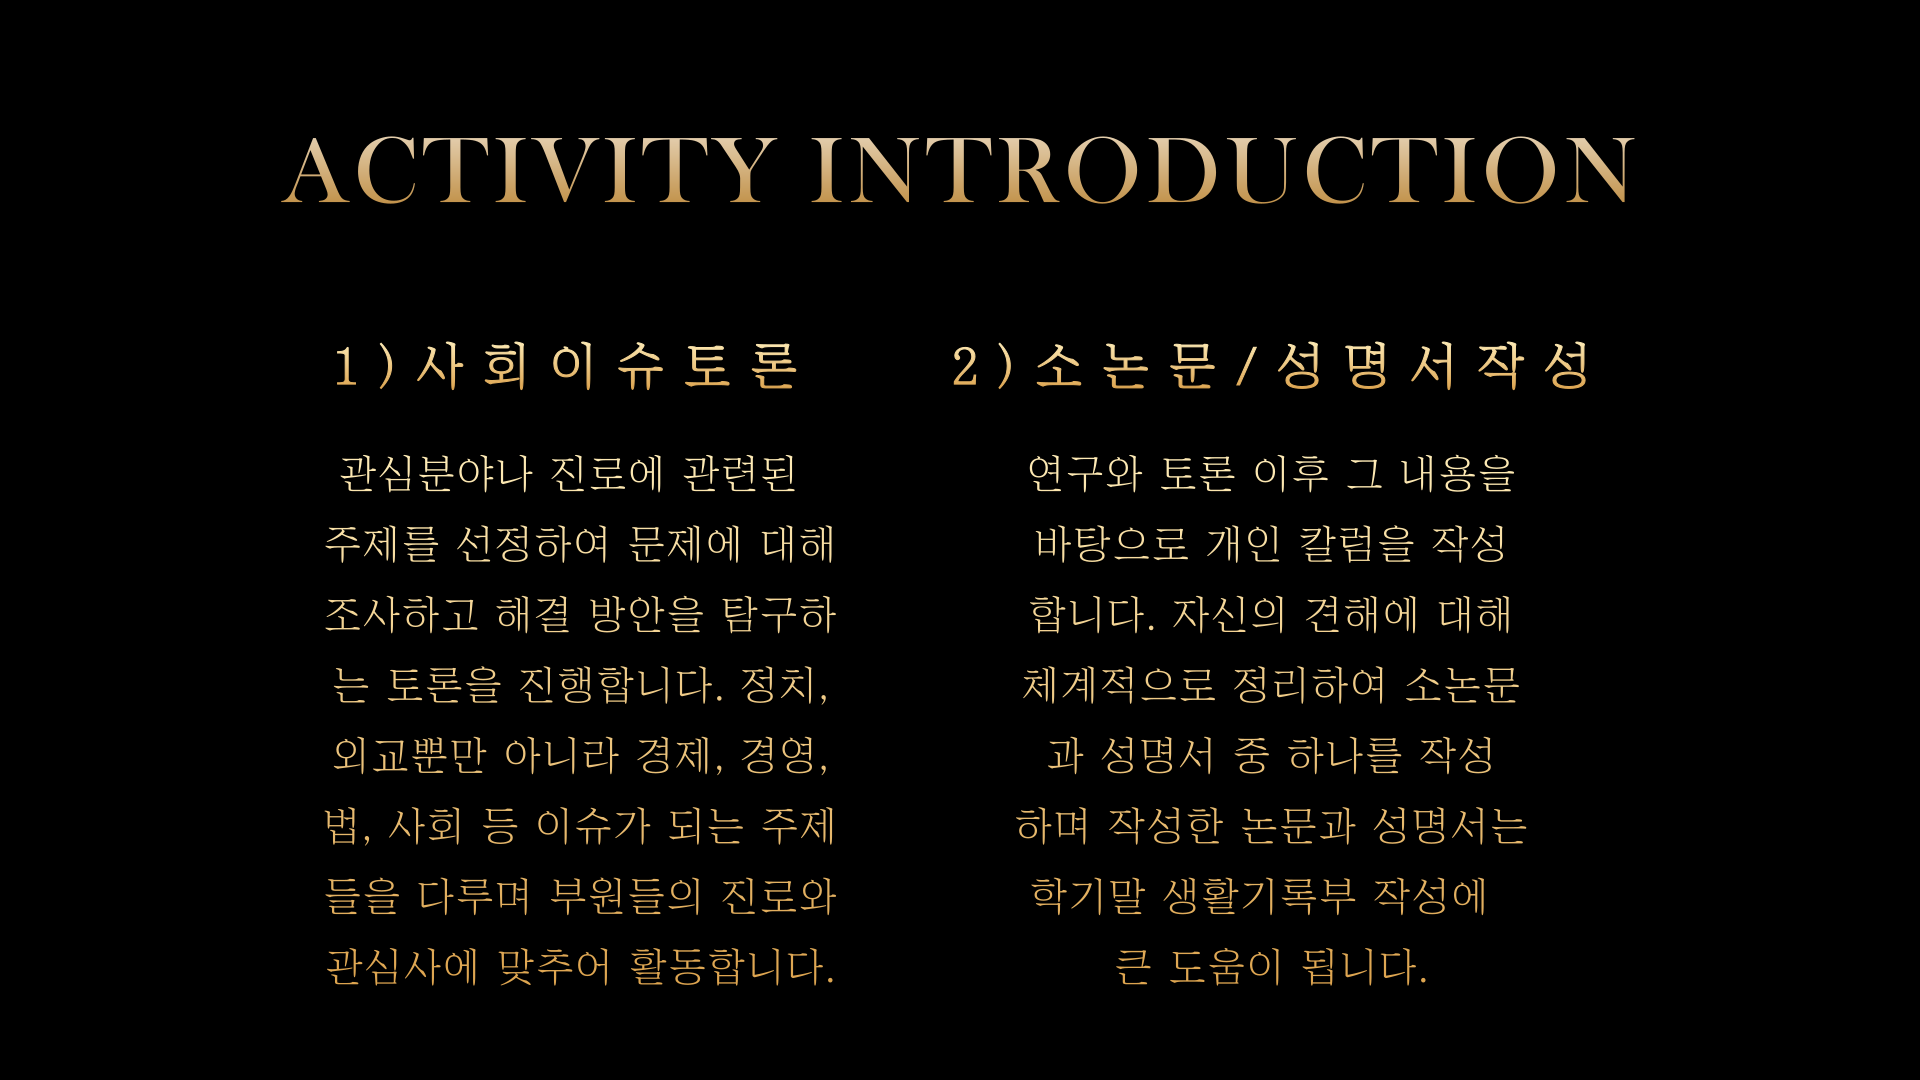 ACTIVITY INTRODUCTION
1)사회이슈토론
관심분야나 진로에 관련된
주제를 선정하여 문제에 대해
조사하고 해결 방안을 탐구하
는 토론을 진행합니다. 정치,
외교뿐만 아니라 경제, 경영,
법, 사회 등 이슈가 되는 주제
들을 다루며 부원들의 진로와
관심사에 맞추어 활동합니다.
2)소논문/성명서작성
연구와 토론 이후 그 내용을
바탕으로 개인 칼럼을 작성
합니다. 자신의 견해에 대해
체계적으로 정리하여 소논문
과 성명서 중 하나를 작성
하며 작성한 논문과 성명서는
학기말 생활기록부 작성에
큰 도움이 됩니다.